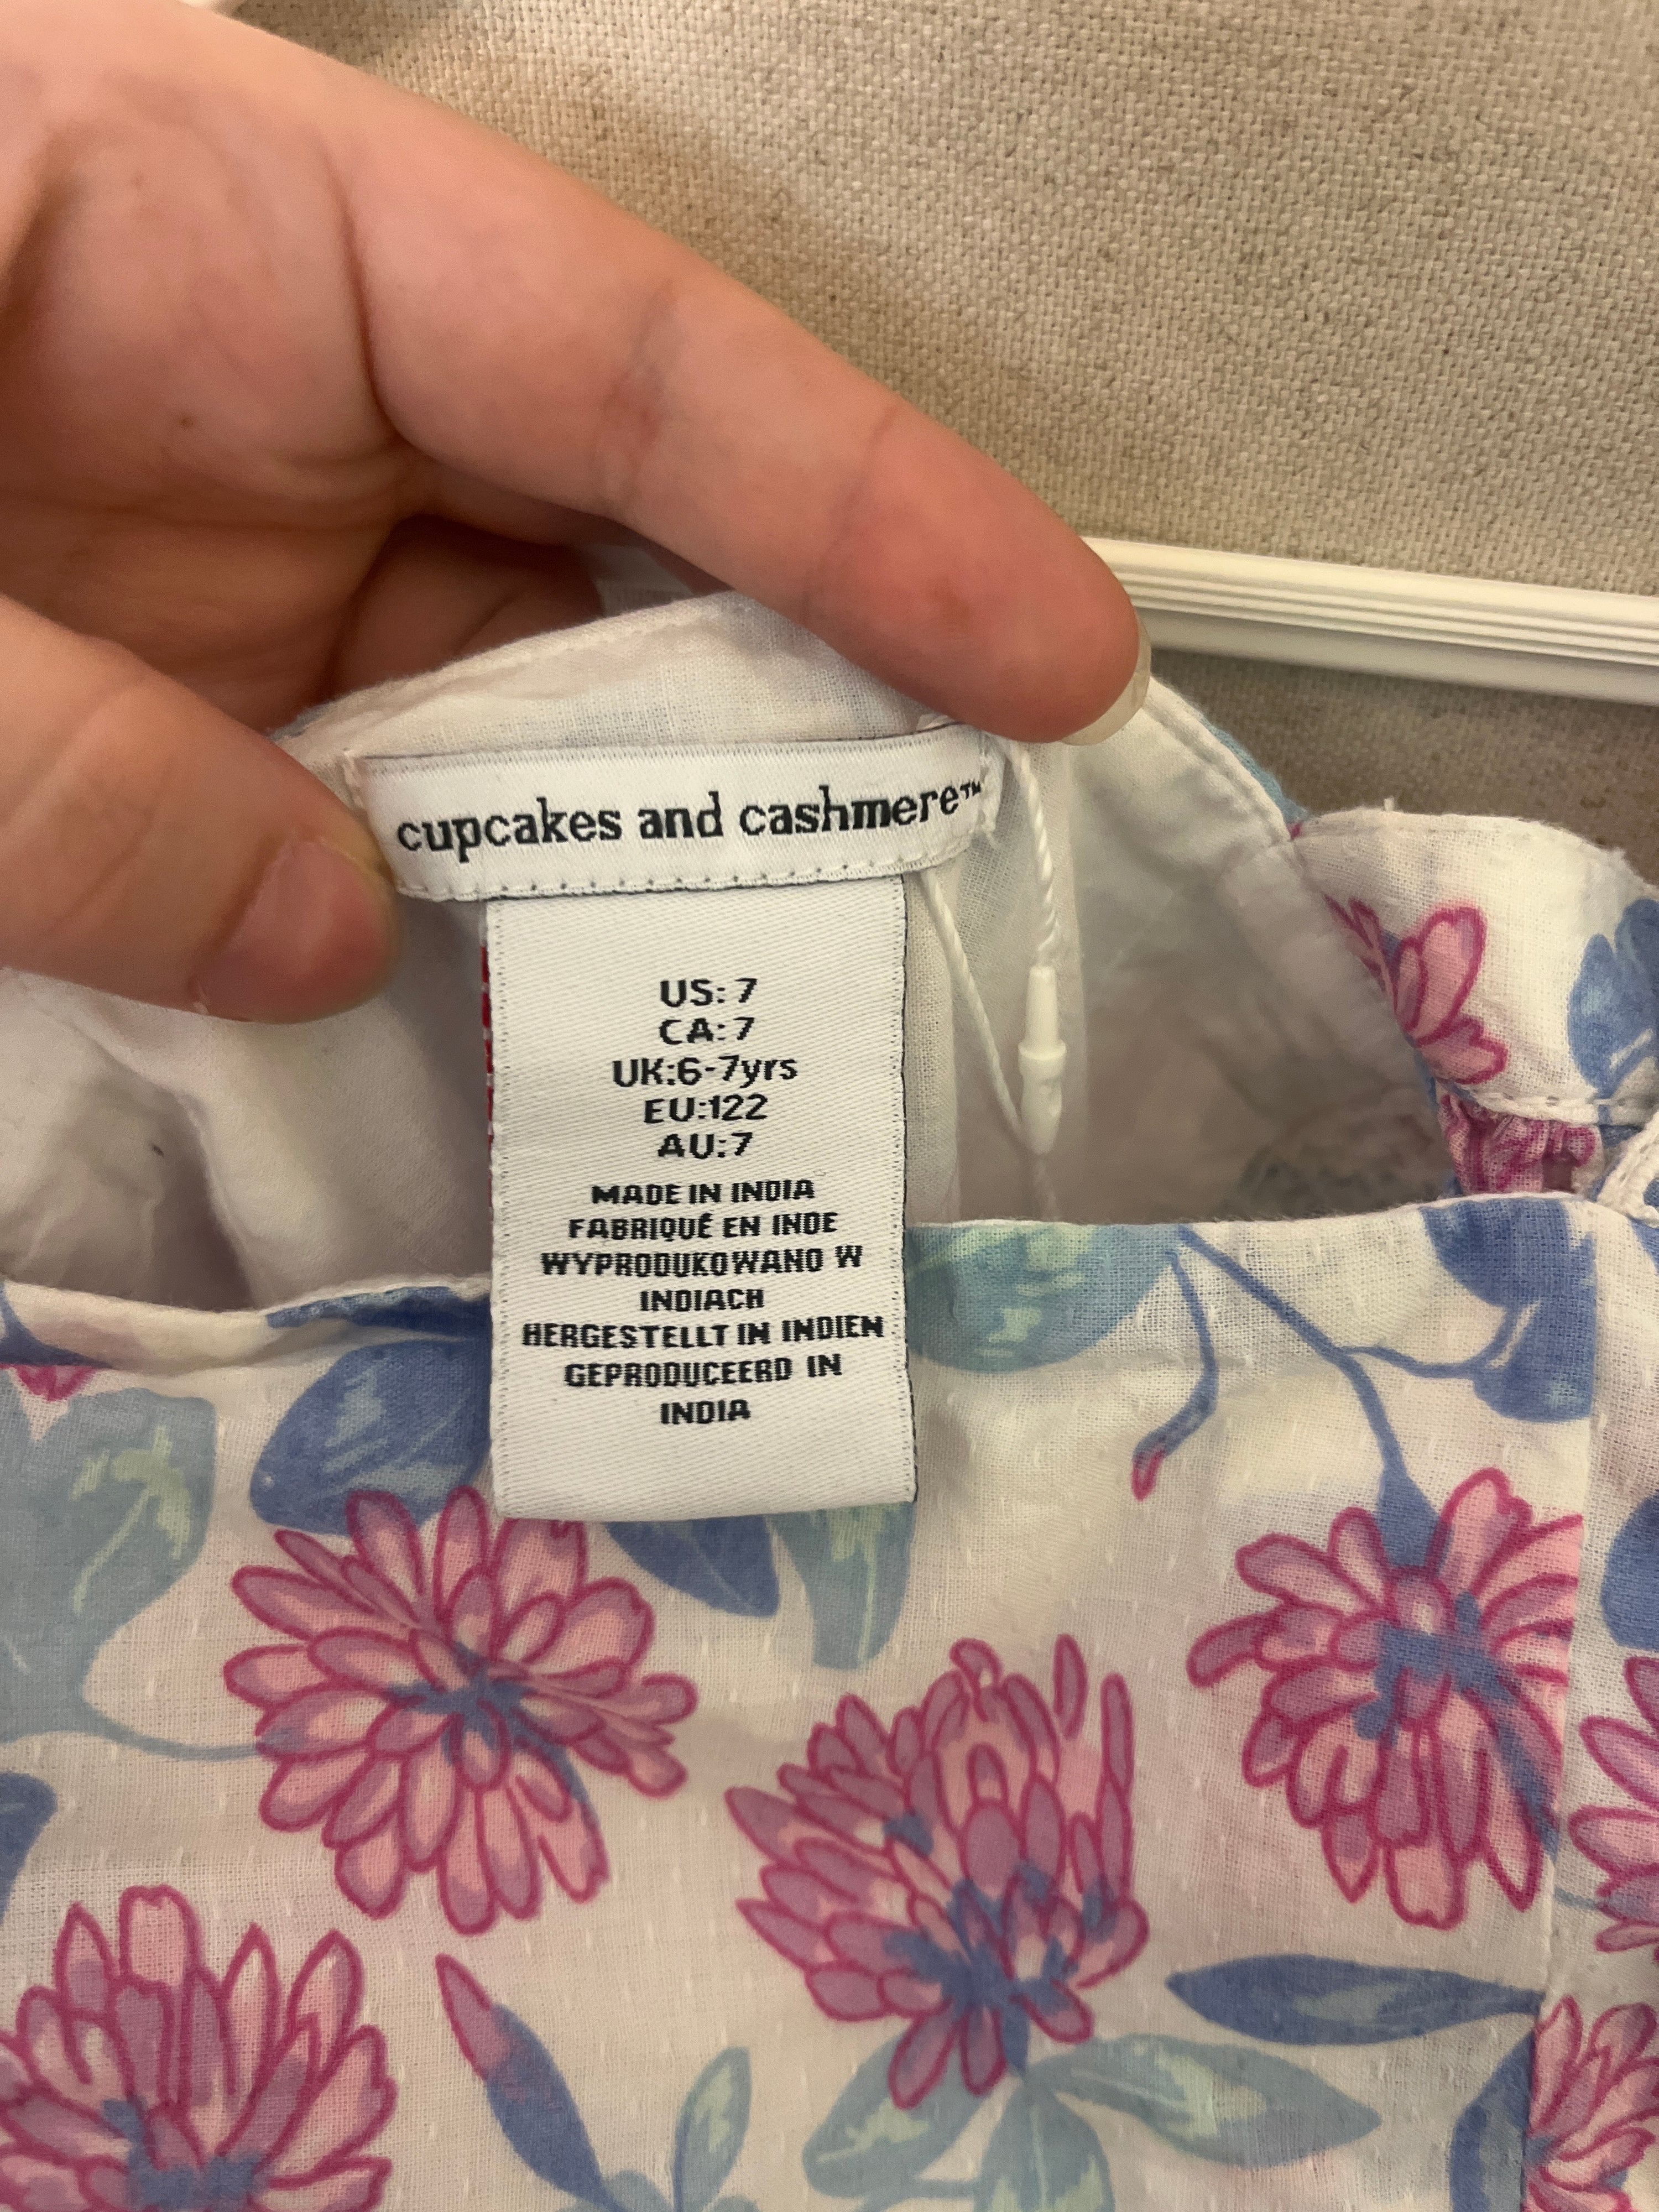 cupcakes and cashmere™
US: 7
CA: 7
UK:6-7yrs
EU:122
AU:7
MADE IN INDIA
FABRIQUÉ EN INDE
WYPRODUKOWANO W
INDIACH
HERGESTELLT IN INDIEN
GEPRODUCEERD IN
INDIA